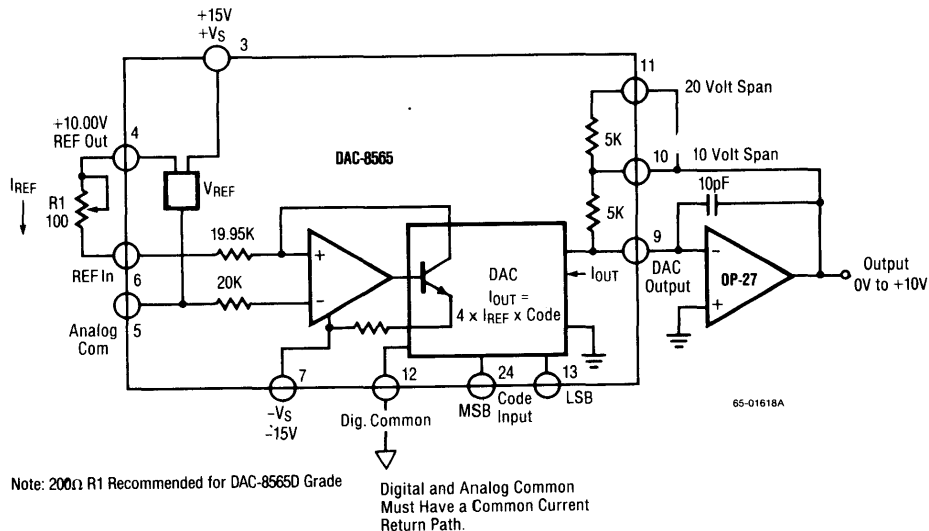 +15V
+VS
3
11
20 Volt Span
+10.00V
REF Out
4
5K
DAC-8565
10
10 Volt Span
IREF
VREF
R1
100
10pF
5K
19.95K
9
REF In
6
+
DAC
IOUT =
4 x IREF x Code
IOUT
DAC
Output
−
OP-27
+
Output
0V to +10V
20K
−
Analog
Com
5
7
12
24
13
−VS
−15V
Dig. Common
MSB
Code
Input
LSB
65-01618A
Note: 200Ω R1 Recommended for DAC-8565D Grade
Digital and Analog Common
Must Have a Common Current
Return Path.